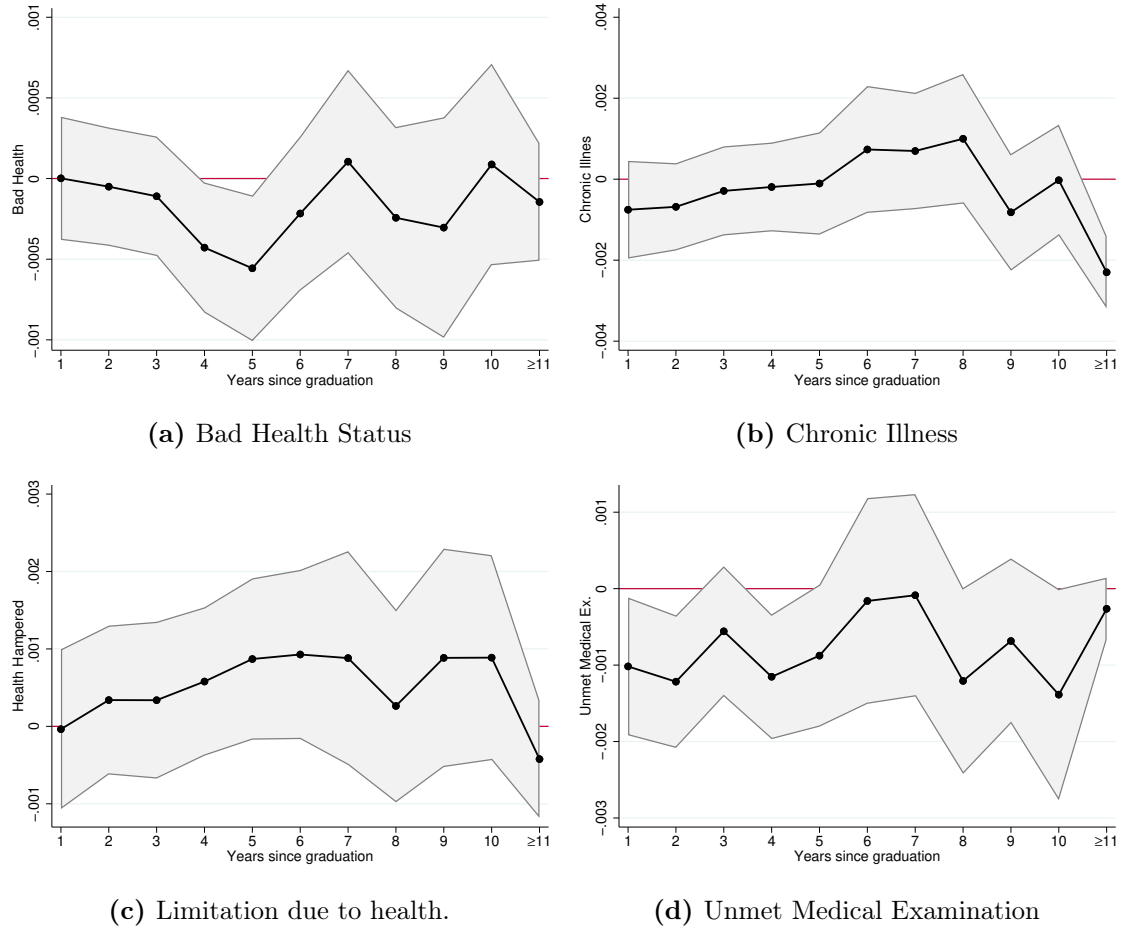 Bad Health
.001
.0005
0
-.0005
-.001
1 2 3 4 5 6 7 8 9 10 ≥11
Years since graduation
(a) Bad Health Status
Chronic Illnes
.004
.002
0
-.002
-.004
1 2 3 4 5 6 7 8 9 10 ≥11
Years since graduation
(b) Chronic Illness
Health Hampered
.003
.002
.001
0
-.001
1 2 3 4 5 6 7 8 9 10 ≥11
Years since graduation
(c) Limitation due to health.
Unmet Medical Ex.
.001
0
-.001
-.002
-.003
1 2 3 4 5 6 7 8 9 10 ≥11
Years since graduation
(d) Unmet Medical Examination